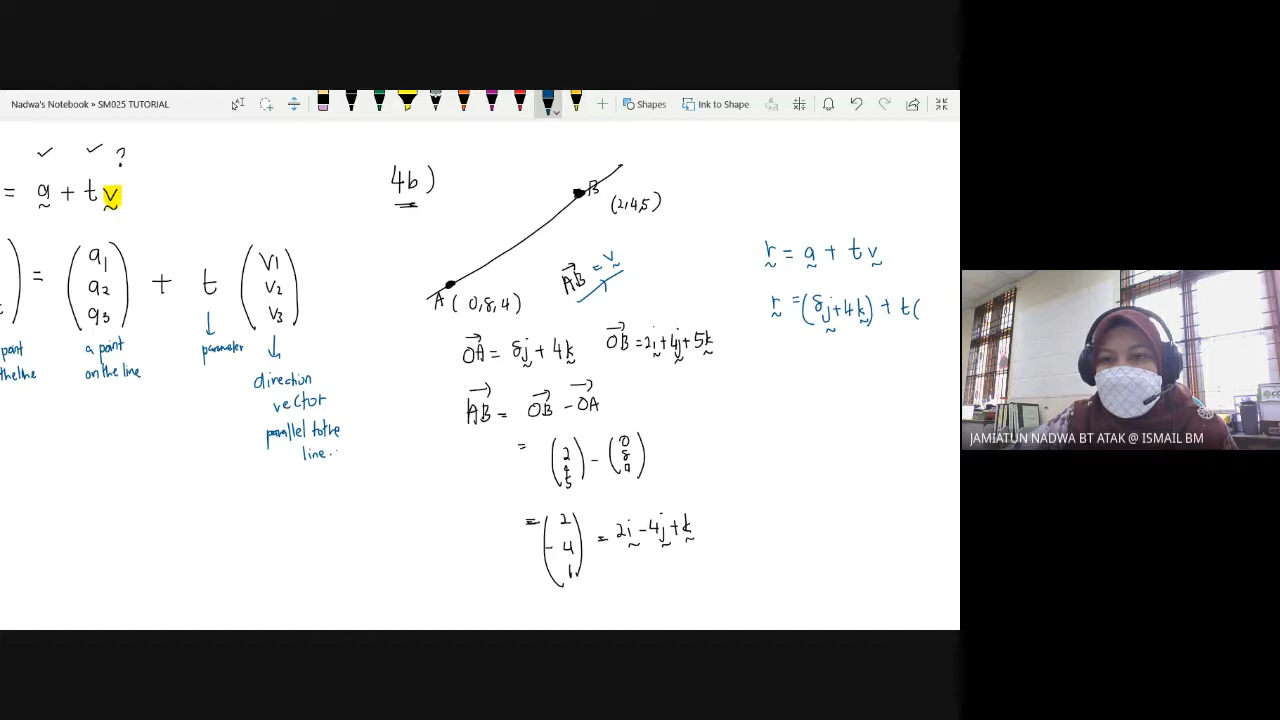 Nadwa's Notebook » SM025 TUTORIAL
Shapes
Ink to Shape
?
= a + t v
= ( a1 a2 a3 ) + t ( v1 v2 v3 )
point
the line
a point
on the line
parameter
direction
vector
parallel to the
line.
4b)
B
(2,4,5)
A (0,8,4)
AB = v
OA = 8j + 4k
OB = 2i + 4j + 5k
AB = OB - OA
= ( 2 4 5 ) - ( 0 8 4 )
= ( 2 -4 1 ) = 2i - 4j + k
r = a + t v
r = (8j + 4k) + t(
JAMIATUN NADWA BT ATAK @ ISMAIL BM